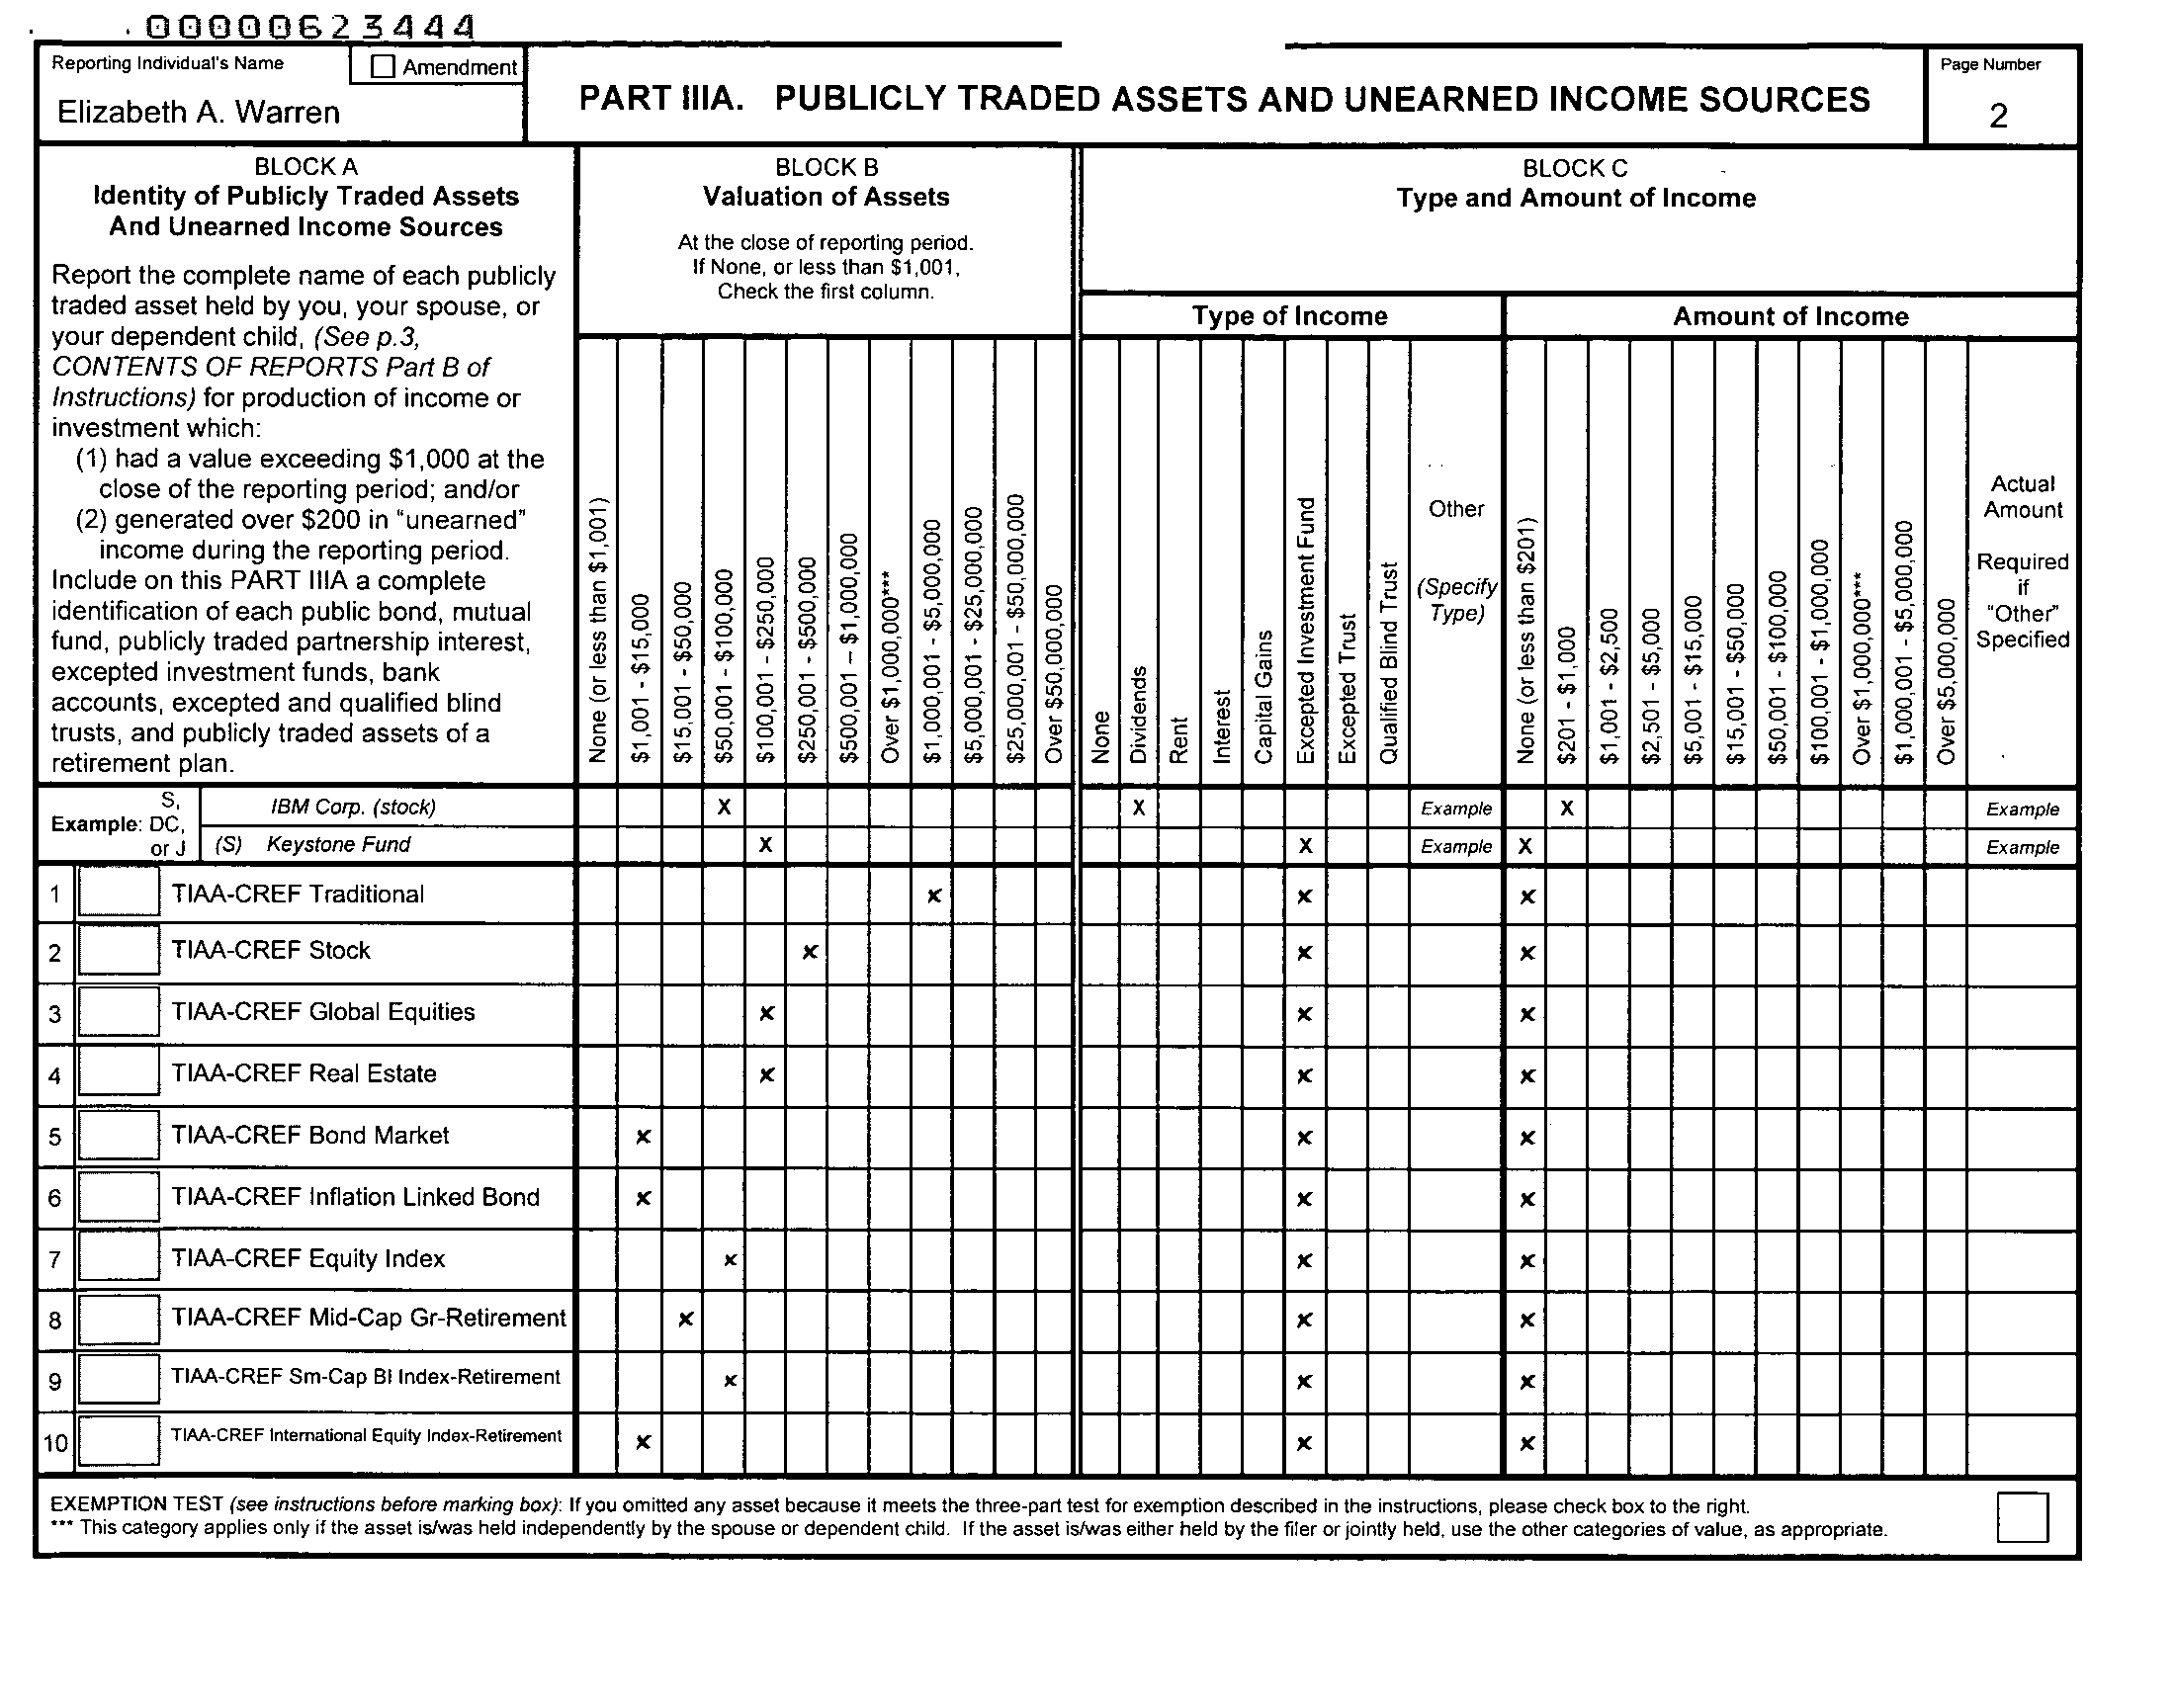 00000623444
Reporting Individual's Name
Amendment
Elizabeth A. Warren
PART IIIA. PUBLICLY TRADED ASSETS AND UNEARNED INCOME SOURCES
Page Number
2
BLOCK A
Identity of Publicly Traded Assets
And Unearned Income Sources
Report the complete name of each publicly
traded asset held by you, your spouse, or
your dependent child, (See p.3,
CONTENTS OF REPORTS Part B of
Instructions) for production of income or
investment which:
(1) had a value exceeding $1,000 at the
close of the reporting period; and/or
(2) generated over $200 in "unearned"
income during the reporting period.
Include on this PART IIIA a complete
identification of each public bond, mutual
fund, publicly traded partnership interest,
excepted investment funds, bank
accounts, excepted and qualified blind
trusts, and publicly traded assets of a
retirement plan.
BLOCK B
Valuation of Assets
At the close of reporting period.
If None, or less than $1,001,
Check the first column.
None (or less than $1,001)
$1,001 - $15,000
$15,001 - $50,000
$50,001 - $100,000
$100,001 - $250,000
$250,001 - $500,000
$500,001 – $1,000,000
Over $1,000,000***
$1,000,001 - $5,000,000
$5,000,001 - $25,000,000
$25,000,001 - $50,000,000
Over $50,000,000
BLOCK C
Type and Amount of Income
Type of Income
None
Dividends
Rent
Interest
Capital Gains
Excepted Investment Fund
Excepted Trust
Qualified Blind Trust
Other
(Specify
Type)
Amount of Income
None (or less than $201)
$201 - $1,000
$1,001 - $2,500
$2,501 - $5,000
$5,001 - $15,000
$15,001 - $50,000
$50,001 - $100,000
$100,001 - $1,000,000
Over $1,000,000***
$1,000,001 - $5,000,000
Over $5,000,000
Actual
Amount
Required
if
"Other"
Specified
Example: S, DC, or J
IBM Corp. (stock) X X Example X Example
(S) Keystone Fund X X Example X Example
1 TIAA-CREF Traditional x x x
2 TIAA-CREF Stock x x x
3 TIAA-CREF Global Equities x x x
4 TIAA-CREF Real Estate x x x
5 TIAA-CREF Bond Market x x x
6 TIAA-CREF Inflation Linked Bond x x x
7 TIAA-CREF Equity Index x x x
8 TIAA-CREF Mid-Cap Gr-Retirement x x x
9 TIAA-CREF Sm-Cap Bl Index-Retirement x x x
10 TIAA-CREF International Equity Index-Retirement x x x
EXEMPTION TEST (see instructions before marking box): If you omitted any asset because it meets the three-part test for exemption described in the instructions, please check box to the right.
*** This category applies only if the asset is/was held independently by the spouse or dependent child. If the asset is/was either held by the filer or jointly held, use the other categories of value, as appropriate.